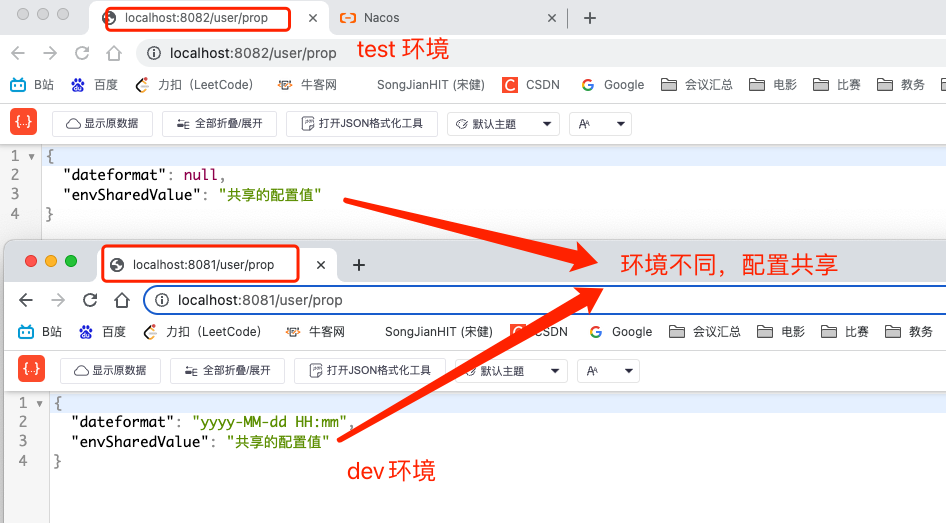 localhost:8082/user/prop
Nacos
localhost:8082/user/prop
test 环境
B站 百度 力扣（LeetCode） 牛客网 SongJianHIT (宋健) CSDN Google 会议汇总 电影 比赛 教务
{...} 显示原数据 全部折叠/展开 打开JSON格式化工具 默认主题 AA
1 {
2 "dateformat": null,
3 "envSharedValue": "共享的配置值"
4 }
环境不同，配置共享
localhost:8081/user/prop
localhost:8081/user/prop
B站 百度 力扣（LeetCode） 牛客网 SongJianHIT (宋健) CSDN Google 会议汇总 电影 比赛 教务
{...} 显示原数据 全部折叠/展开 打开JSON格式化工具 默认主题 AA
1 {
2 "dateformat": "yyyy-MM-dd HH:mm",
3 "envSharedValue": "共享的配置值"
4 }
dev 环境